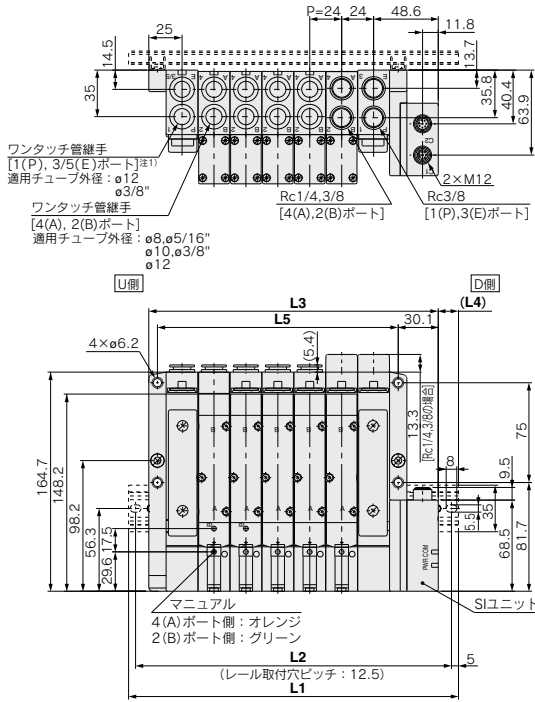 25
P=24
24
48.6
11.8
14.5
35
13.7
35.8
40.4
63.9
ワンタッチ管継手
[1(P), 3/5(E)ポート]注1)
適用チューブ外径：ø12
ø3/8"
ワンタッチ管継手
[4(A), 2(B)ポート]
適用チューブ外径：ø8,ø5/16"
ø10,ø3/8"
ø12
Rc1/4,3/8
[4(A),2(B)ポート]
2×M12
Rc3/8
[1(P),3(E)ポート]
U側
D側
L3
(L4)
L5
30.1
4×ø6.2
(5.4)
13.3
[Rc1/4,3/8の場合]
75
8
9.5
164.7
148.2
98.2
56.3
17.5
29.6
5.5
35
68.5
81.7
PWR.COM
マニュアル
4(A)ポート側：オレンジ
2(B)ポート側：グリーン
SIユニット
L2
5
(レール取付穴ピッチ：12.5)
L1